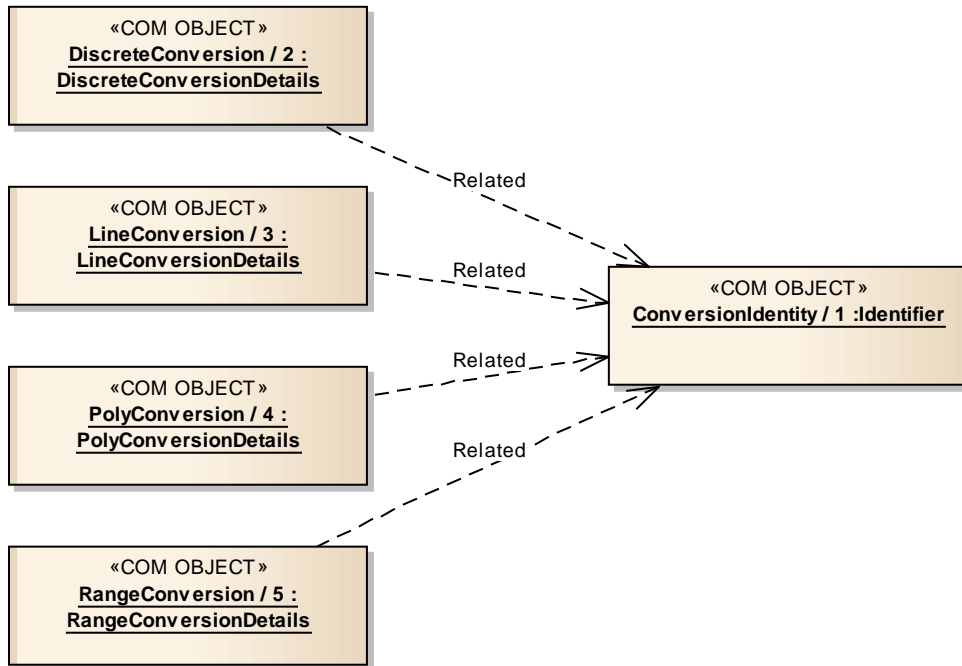 «COM OBJECT»
DiscreteConversion / 2 :
DiscreteConversionDetails
Related
«COM OBJECT»
LineConversion / 3 :
LineConversionDetails
Related
«COM OBJECT»
ConversionIdentity / 1 :Identifier
Related
«COM OBJECT»
PolyConversion / 4 :
PolyConversionDetails
Related
«COM OBJECT»
RangeConversion / 5 :
RangeConversionDetails